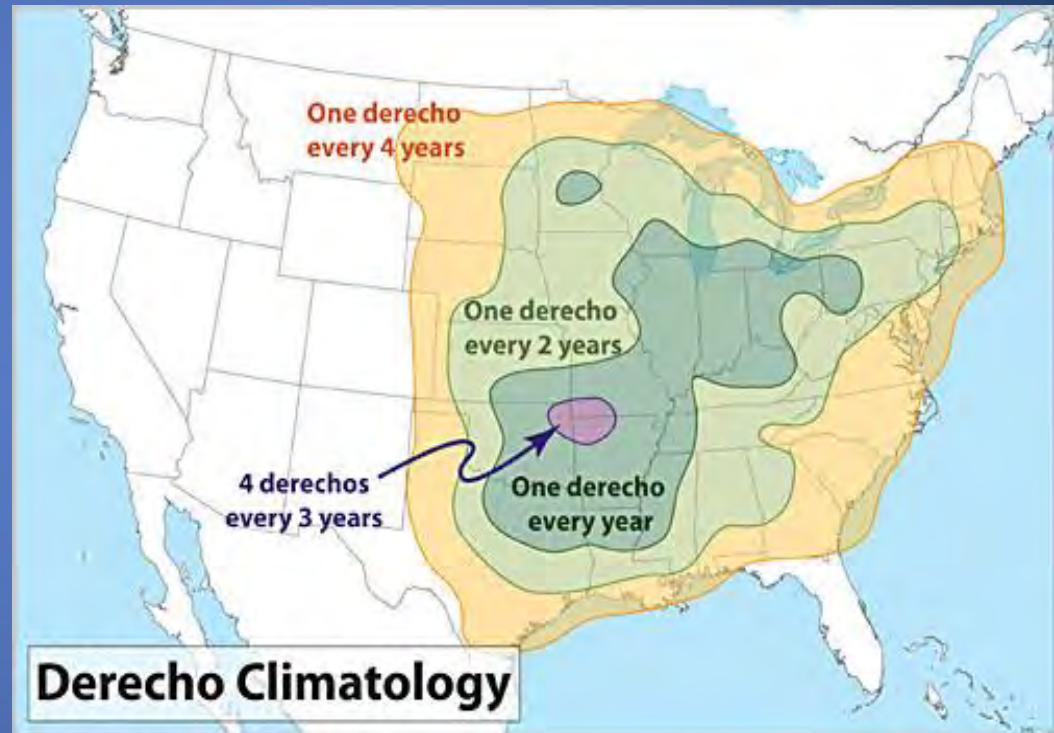 One derecho
every 4 years
One derecho
every 2 years
4 derechos
every 3 years
One derecho
every year
Derecho Climatology